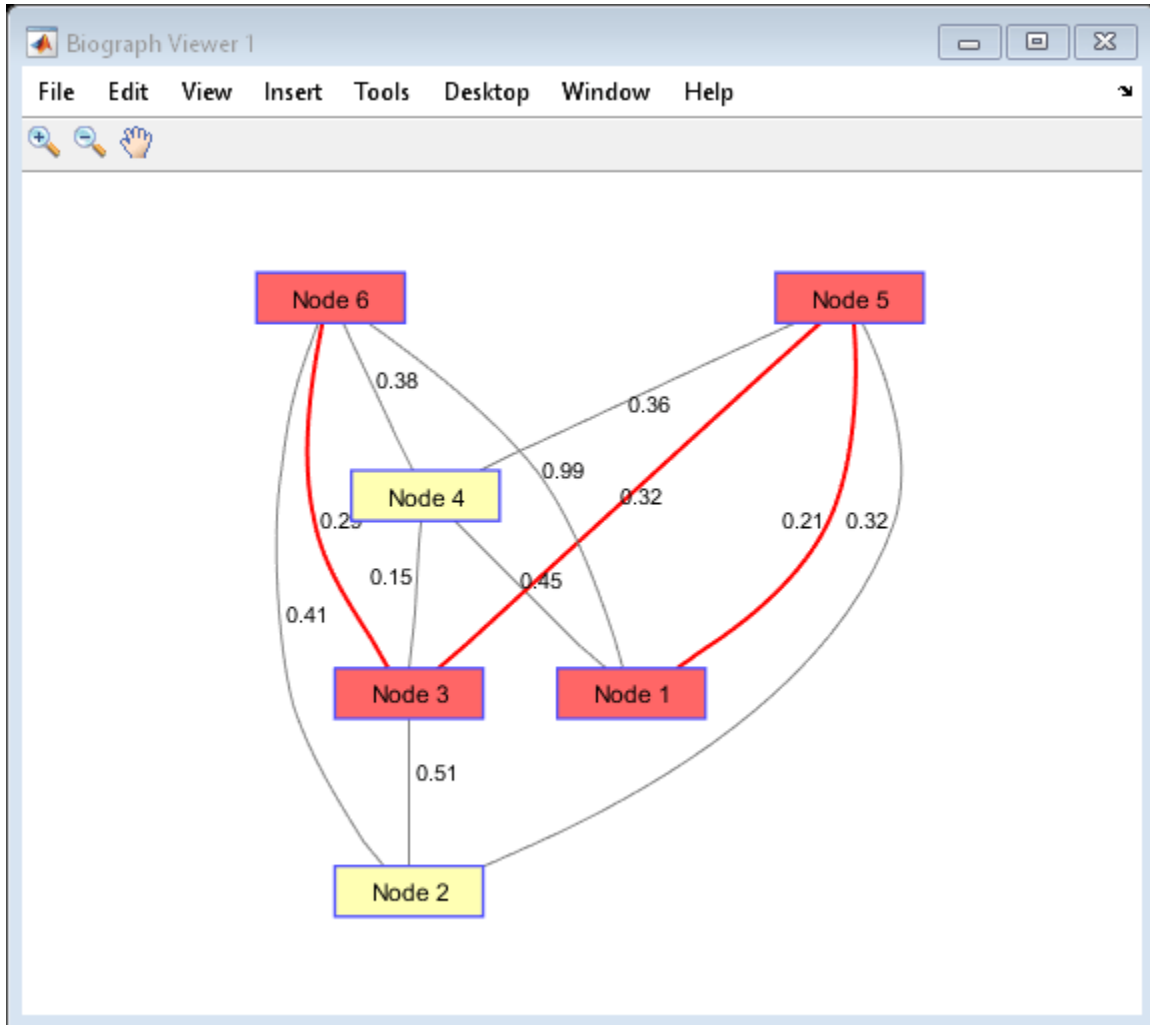 Biograph Viewer 1
File Edit View Insert Tools Desktop Window Help
Node 6
Node 5
0.38
0.36
0.99
Node 4
0.32
0.21
0.32
0.15
0.45
0.41
Node 3
Node 1
0.51
Node 2